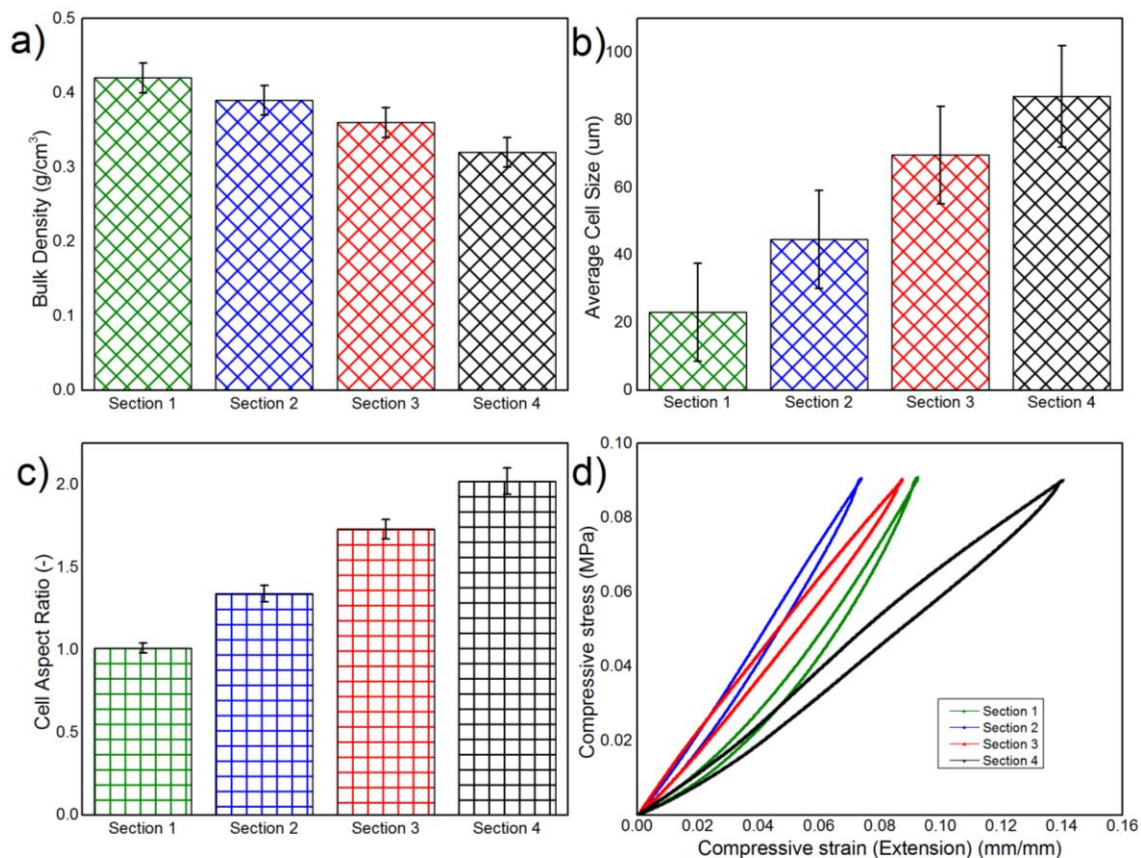 a)
Bulk Density (g/cm³)
0.5
0.4
0.3
0.2
0.1
0.0
Section 1 Section 2 Section 3 Section 4
b)
Average Cell Size (um)
100
80
60
40
20
0
Section 1 Section 2 Section 3 Section 4
c)
Cell Aspect Ratio (-)
2.0
1.5
1.0
0.5
0.0
Section 1 Section 2 Section 3 Section 4
d)
Compressive stress (MPa)
0.10
0.08
0.06
0.04
0.02
Section 1
Section 2
Section 3
Section 4
0.00 0.02 0.04 0.06 0.08 0.10 0.12 0.14 0.16
Compressive strain (Extension) (mm/mm)